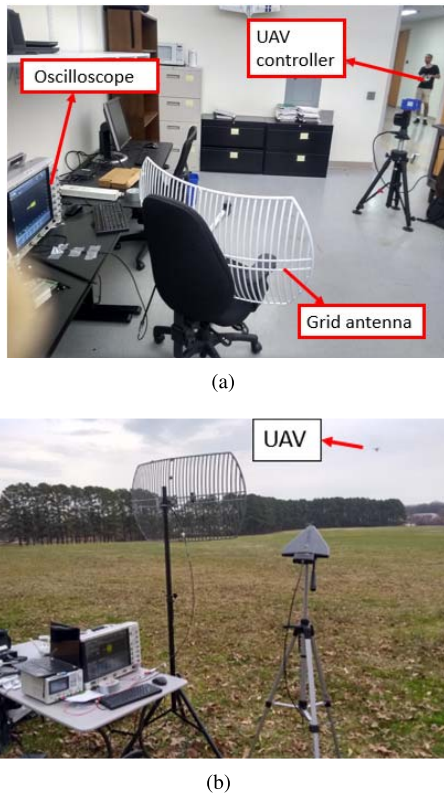 UAV
controller
Oscilloscope
Grid antenna
(a)
UAV
(b)